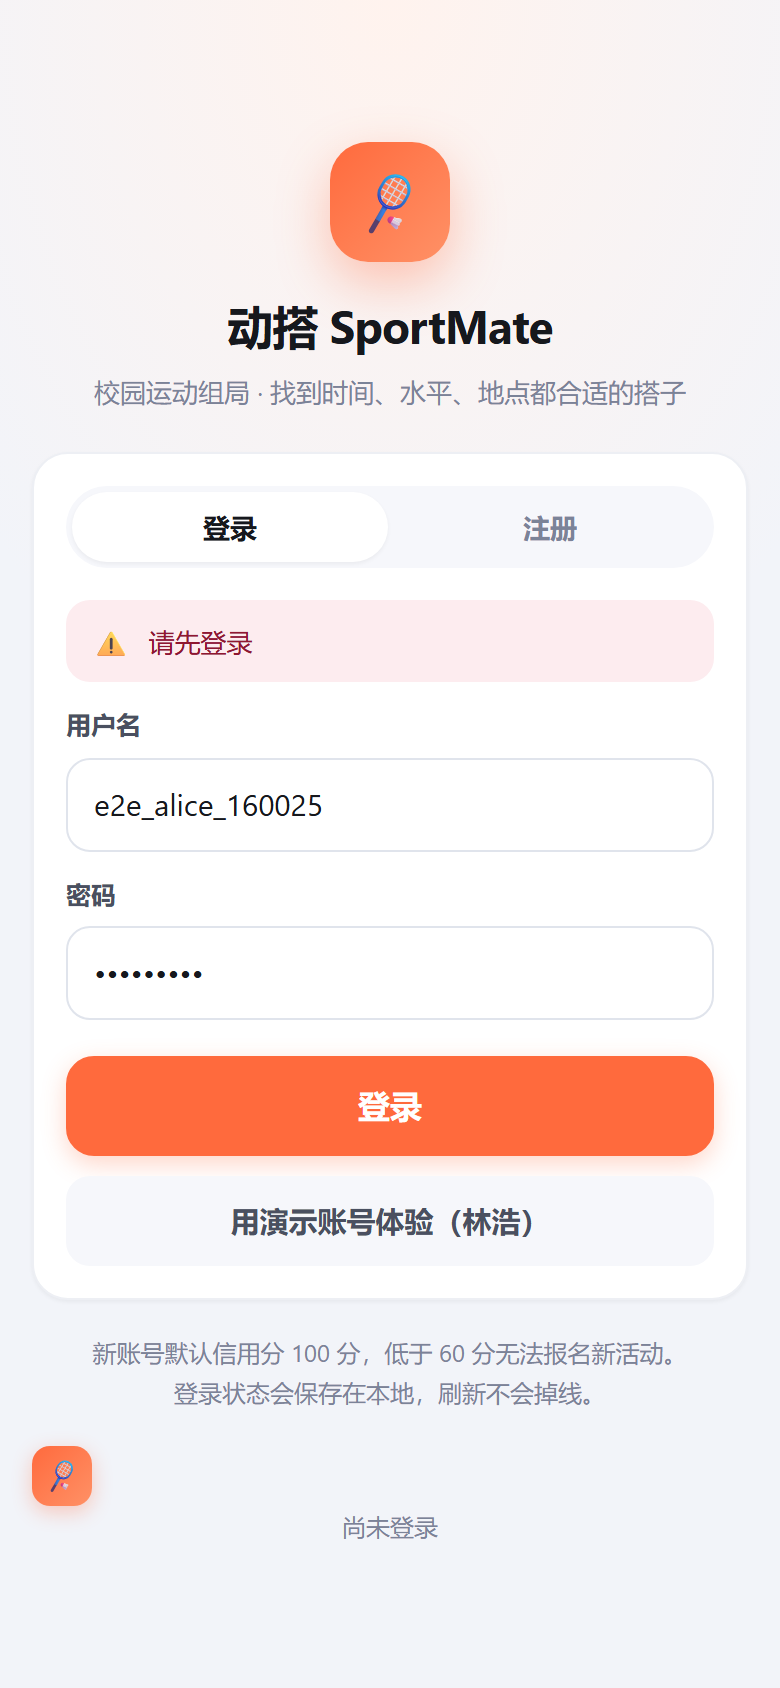 动搭 SportMate
校园运动组局 · 找到时间、水平、地点都合适的搭子
登录
注册
请先登录
用户名
e2e_alice_160025
密码
•••••••••
登录
用演示账号体验（林浩）
新账号默认信用分 100 分，低于 60 分无法报名新活动。
登录状态会保存在本地，刷新不会掉线。
尚未登录